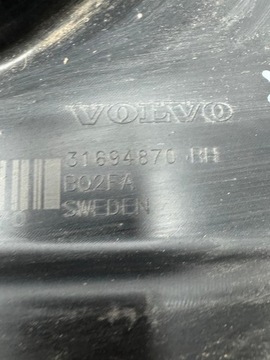 VOLVO
31694870 RH
BO2FA
SWEDEN